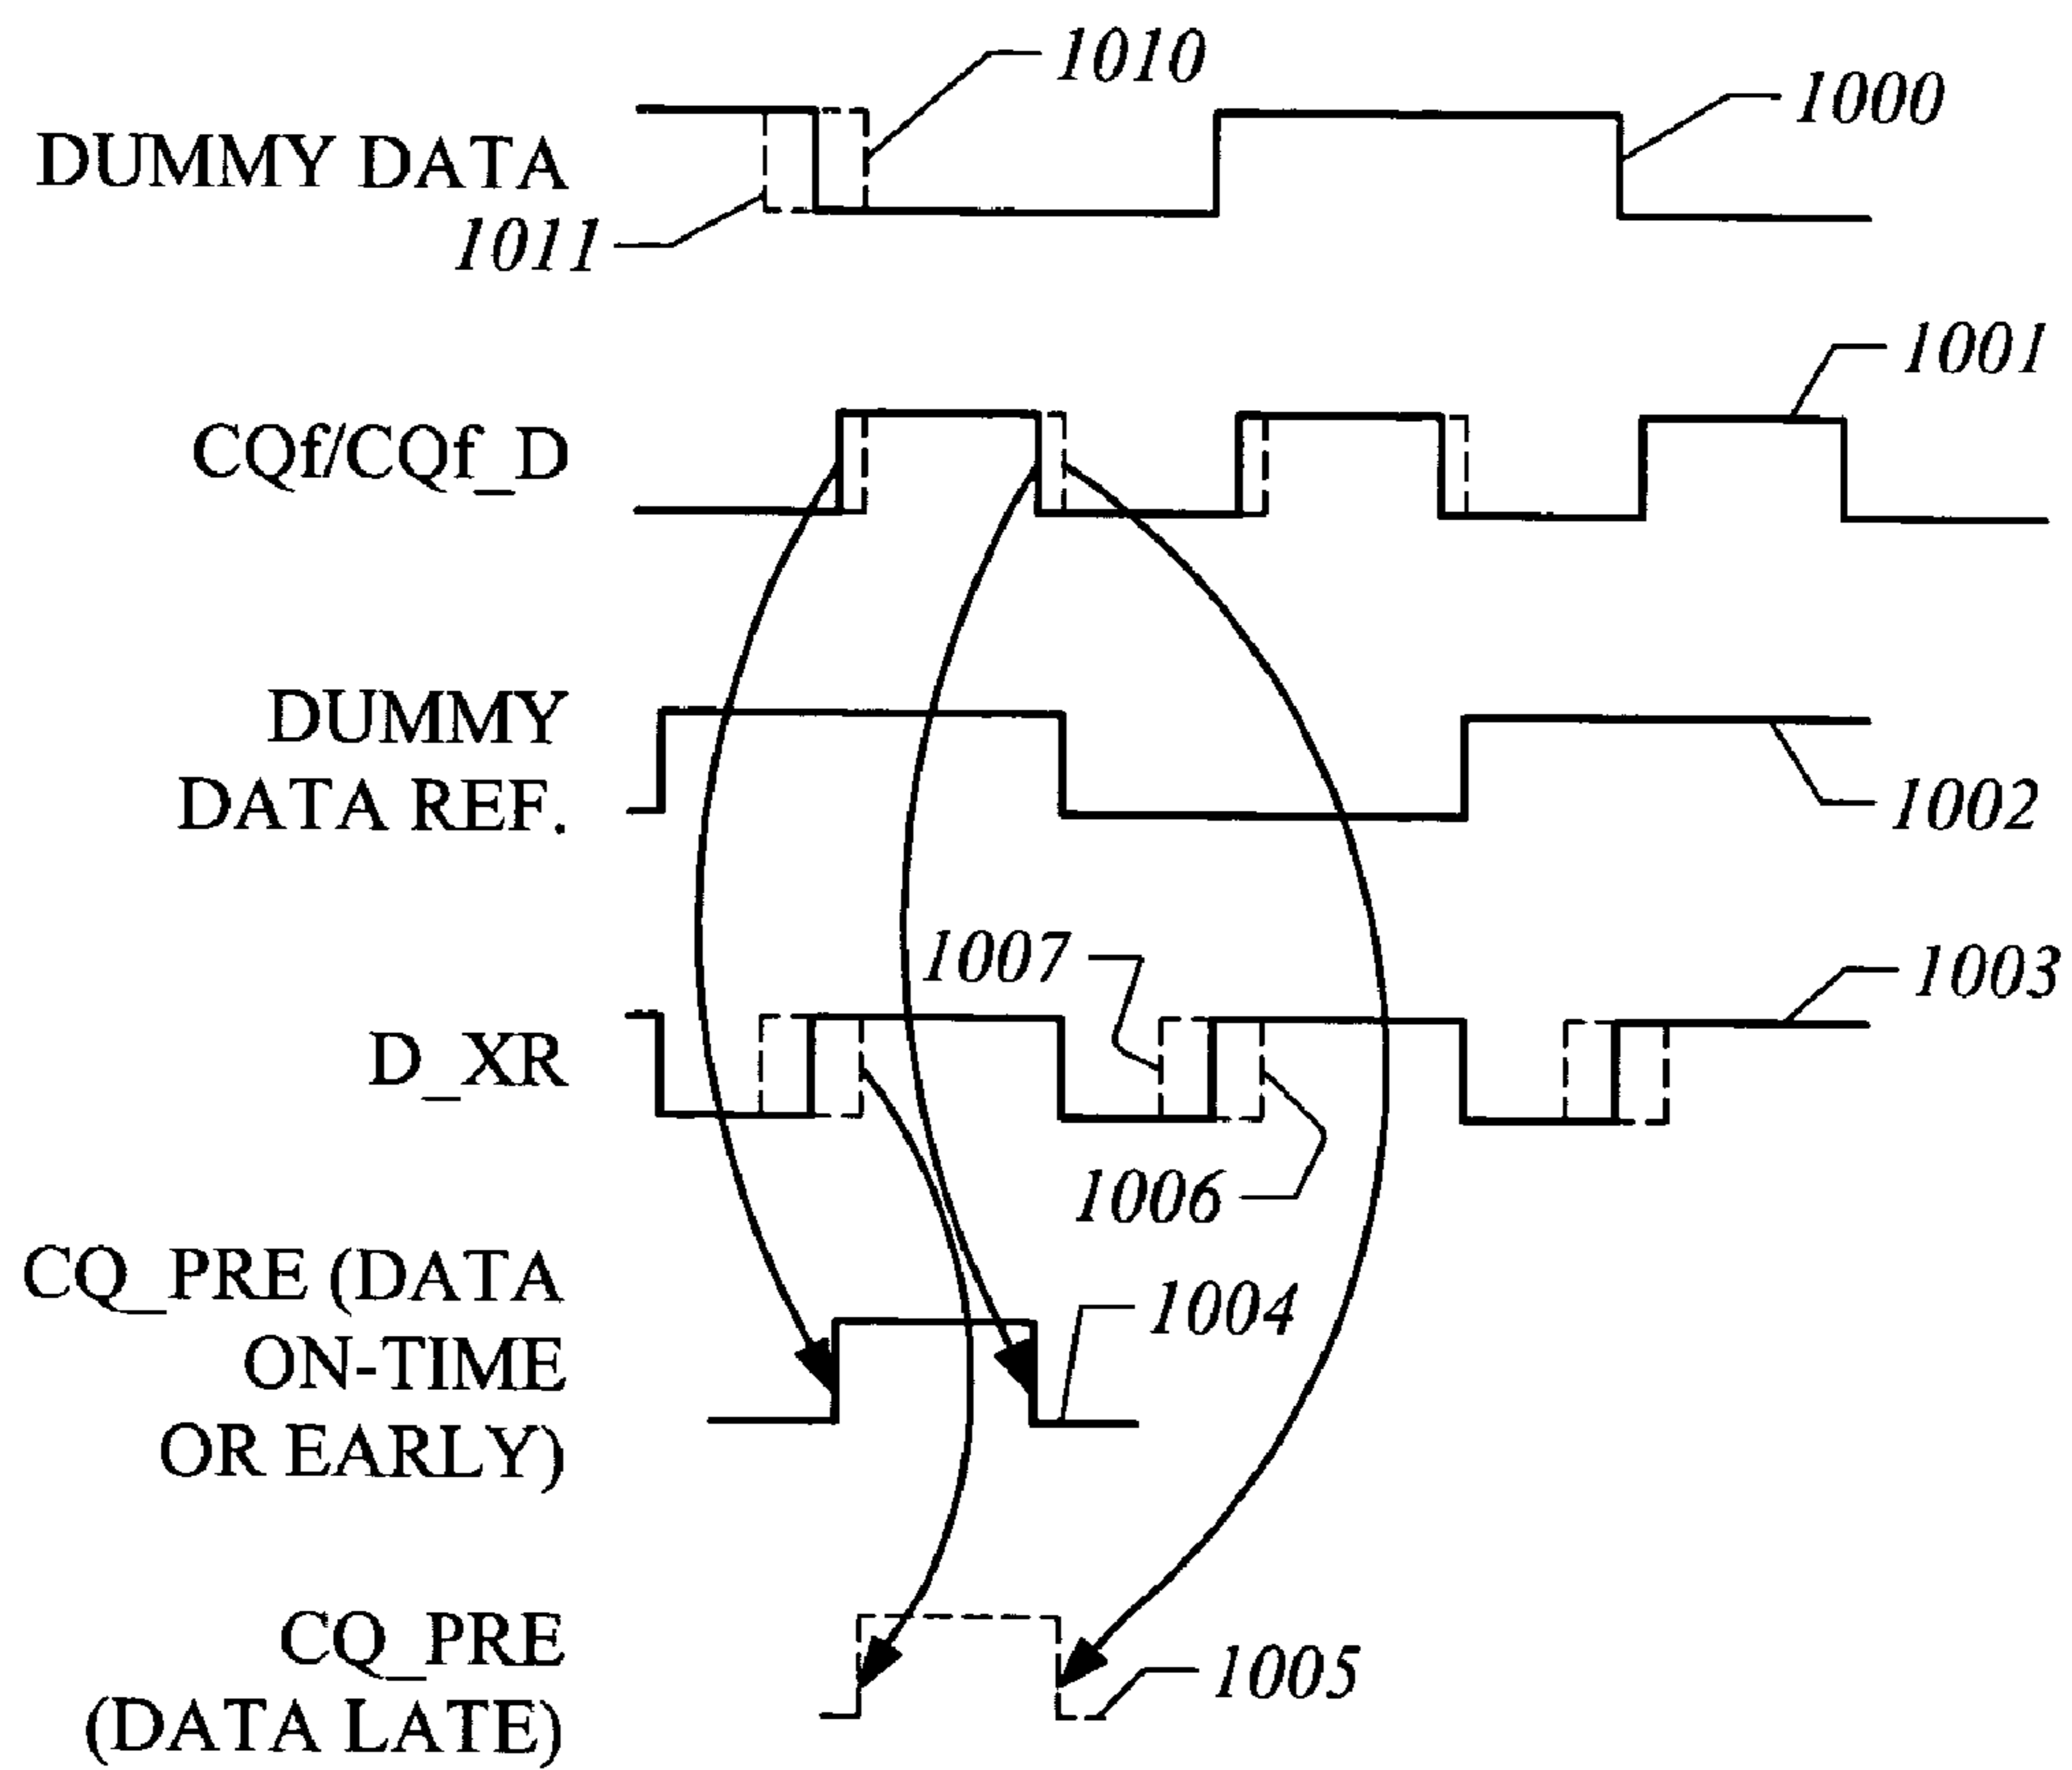 1010
1000
DUMMY DATA
1011
1001
CQf/CQf_D
DUMMY
DATA REF.
1002
1007
1003
D_XR
1006
CQ_PRE (DATA
ON-TIME
OR EARLY)
1004
CQ_PRE
(DATA LATE)
1005